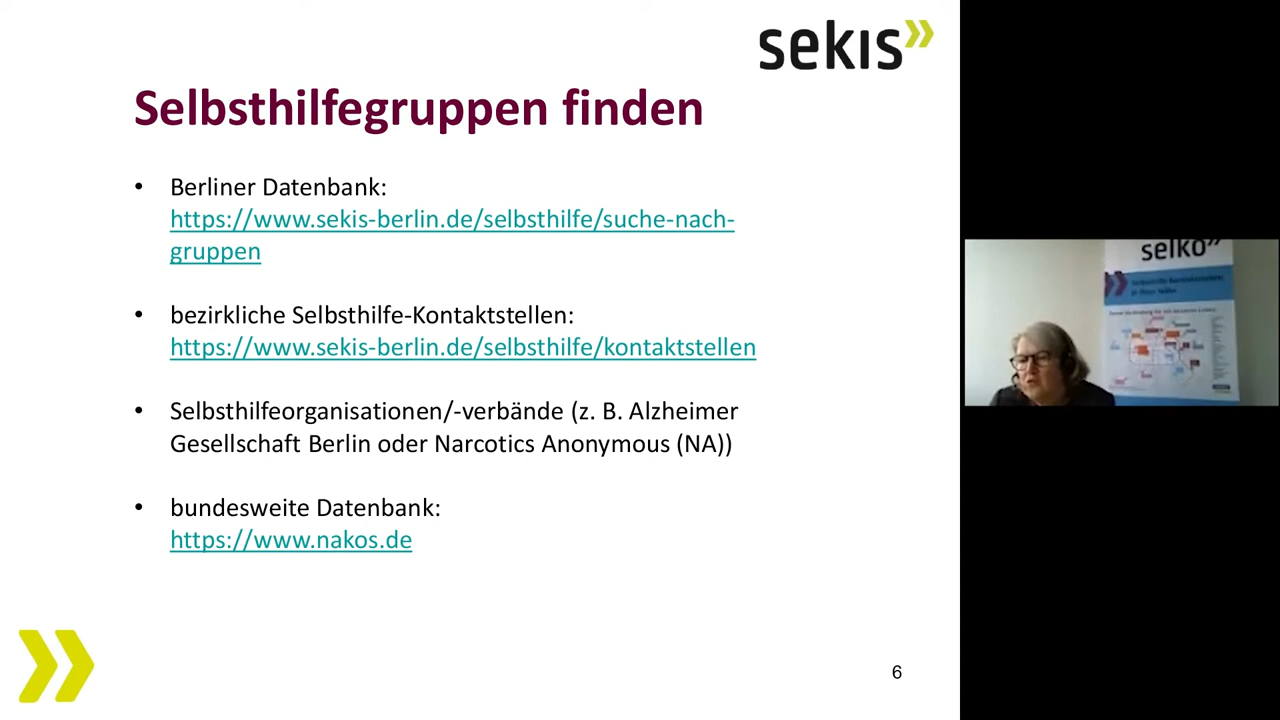 sekis
Selbsthilfegruppen finden
• Berliner Datenbank:
https://www.sekis-berlin.de/selbsthilfe/suche-nach-
gruppen
• bezirkliche Selbsthilfe-Kontaktstellen:
https://www.sekis-berlin.de/selbsthilfe/kontaktstellen
• Selbsthilfeorganisationen/-verbände (z. B. Alzheimer
Gesellschaft Berlin oder Narcotics Anonymous (NA))
• bundesweite Datenbank:
https://www.nakos.de
6
selko